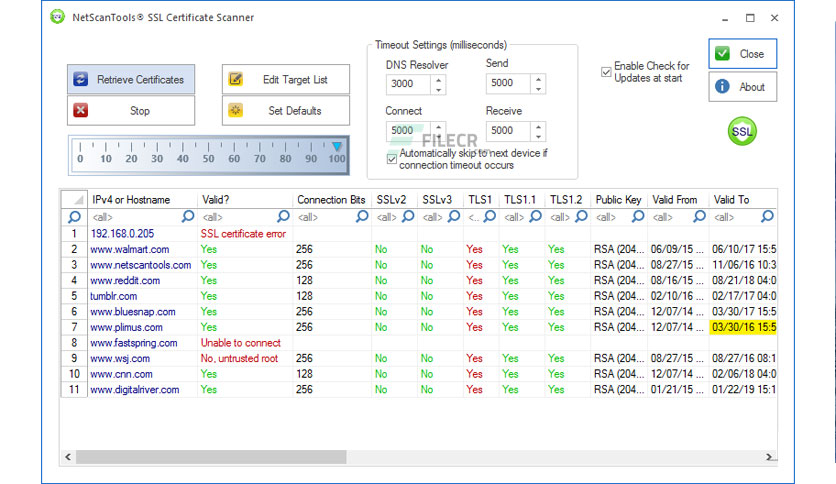 NetScanTools® SSL Certificate Scanner
Retrieve Certificates
Edit Target List
Stop
Set Defaults
0 10 20 30 40 50 60 70 80 90 100
Timeout Settings (milliseconds)
DNS Resolver Send
3000 5000
Connect Receive
5000 5000
FILECR
Automatically skip to next device if
connection timeout occurs
Enable Check for
Updates at start
Close
About
SSL
IPv4 or Hostname Valid? Connection Bits SSLv2 SSLv3 TLS1 TLS1.1 TLS1.2 Public Key Valid From Valid To
<all> <all> <all> <all> <all> <.. <all> <all> <all> <all> <all>
1 192.168.0.205 SSL certificate error
2 www.walmart.com Yes 256 No No Yes Yes Yes RSA (204... 06/09/15 ... 06/10/17 15:5
3 www.netscantools.com Yes 256 No No Yes Yes Yes RSA (204... 08/27/15 ... 11/06/16 10:3
4 www.reddit.com Yes 128 No No Yes Yes Yes RSA (204... 08/16/15 ... 08/21/18 04:0
5 tumblr.com Yes 128 No No Yes Yes Yes RSA (204... 02/10/16 ... 02/17/17 04:0
6 www.bluesnap.com Yes 256 No No Yes Yes Yes RSA (204... 12/07/14 ... 03/30/17 15:5
7 www.plimus.com Yes 256 No No Yes Yes Yes RSA (204... 12/07/14 ... 03/30/16 15:5
8 www.fastspring.com Unable to connect
9 www.wsj.com No, untrusted root 256 No No Yes Yes Yes RSA (204... 08/27/15 ... 08/27/16 08:1
10 www.cnn.com Yes 128 No No Yes Yes Yes RSA (204... 12/07/14 ... 02/06/18 04:0
11 www.digitalriver.com Yes 256 No No Yes Yes Yes RSA (204... 01/21/15 ... 01/22/19 15:1